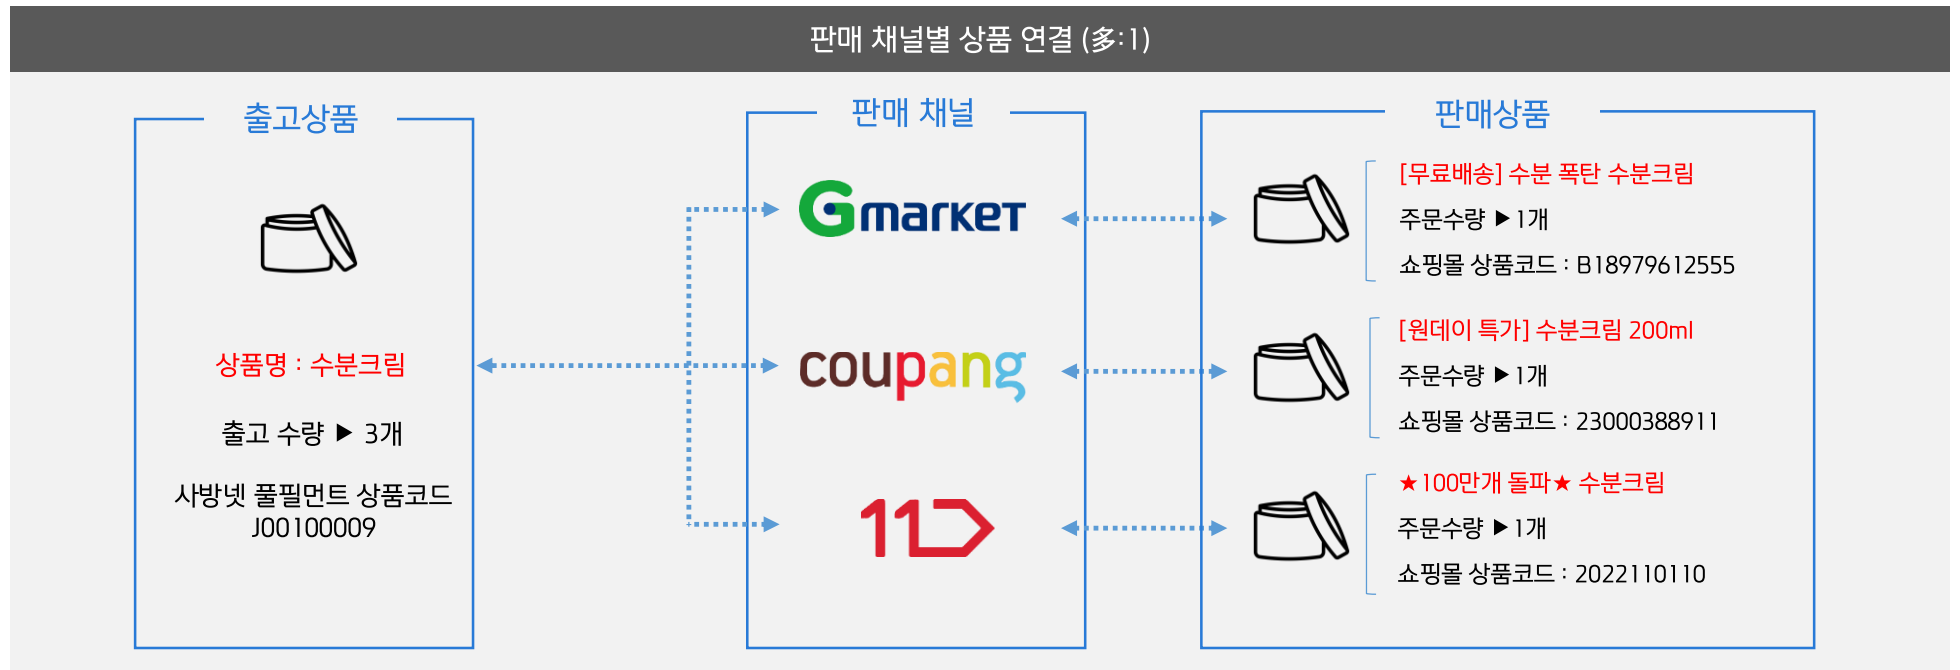 판매 채널별 상품 연결 (多:1)
출고상품
상품명 : 수분크림
출고 수량 ▶ 3개
사방넷 풀필먼트 상품코드
J00100009
판매 채널
Gmarket
coupang
11
판매상품
[무료배송] 수분 폭탄 수분크림
주문수량 ▶1개
쇼핑몰 상품코드 : B18979612555
[원데이 특가] 수분크림 200ml
주문수량 ▶1개
쇼핑몰 상품코드 : 23000388911
★100만개 돌파★ 수분크림
주문수량 ▶1개
쇼핑몰 상품코드 : 2022110110